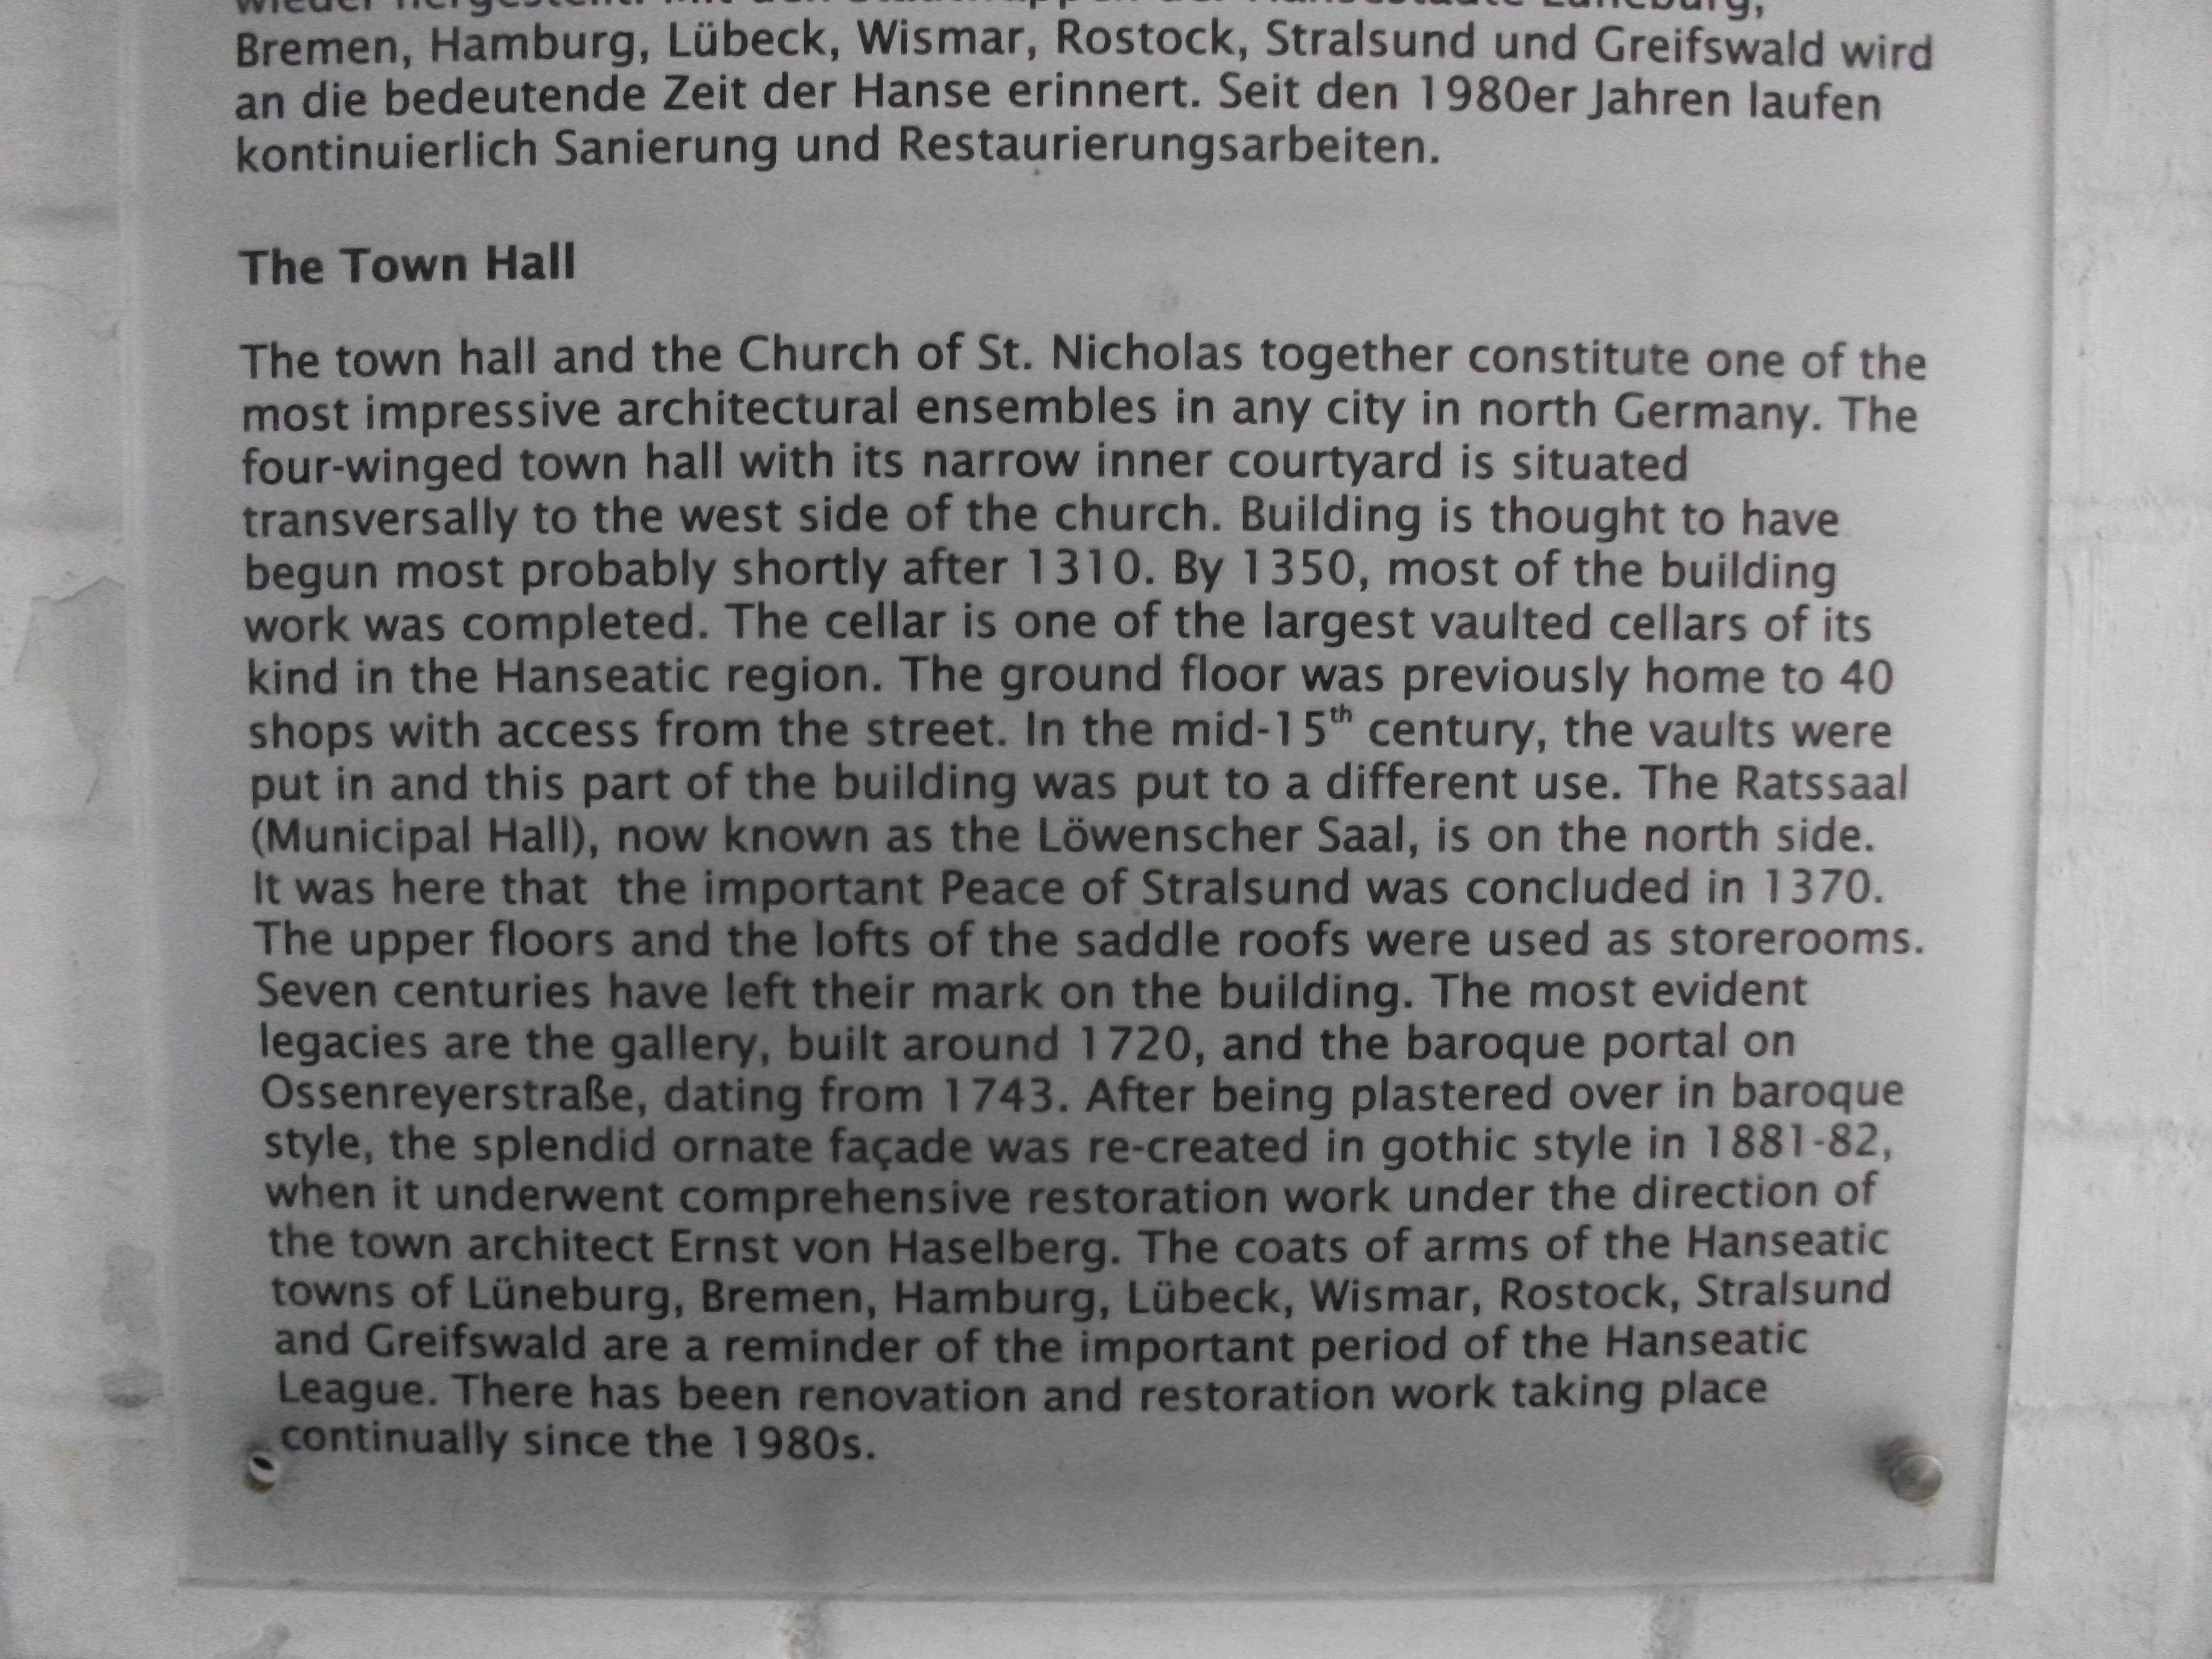 wieder hergestellt. Mit den Stadtwappen der Hansestädte Lüneburg,
Bremen, Hamburg, Lübeck, Wismar, Rostock, Stralsund und Greifswald wird
an die bedeutende Zeit der Hanse erinnert. Seit den 1980er Jahren laufen
kontinuierlich Sanierung und Restaurierungsarbeiten.
The Town Hall
The town hall and the Church of St. Nicholas together constitute one of the
most impressive architectural ensembles in any city in north Germany. The
four-winged town hall with its narrow inner courtyard is situated
transversally to the west side of the church. Building is thought to have
begun most probably shortly after 1310. By 1350, most of the building
work was completed. The cellar is one of the largest vaulted cellars of its
kind in the Hanseatic region. The ground floor was previously home to 40
shops with access from the street. In the mid-15th century, the vaults were
put in and this part of the building was put to a different use. The Ratssaal
(Municipal Hall), now known as the Löwenscher Saal, is on the north side.
It was here that the important Peace of Stralsund was concluded in 1370.
The upper floors and the lofts of the saddle roofs were used as storerooms.
Seven centuries have left their mark on the building. The most evident
legacies are the gallery, built around 1720, and the baroque portal on
Ossenreyerstraße, dating from 1743. After being plastered over in baroque
style, the splendid ornate façade was re-created in gothic style in 1881-82,
when it underwent comprehensive restoration work under the direction of
the town architect Ernst von Haselberg. The coats of arms of the Hanseatic
towns of Lüneburg, Bremen, Hamburg, Lübeck, Wismar, Rostock, Stralsund
and Greifswald are a reminder of the important period of the Hanseatic
League. There has been renovation and restoration work taking place
continually since the 1980s.